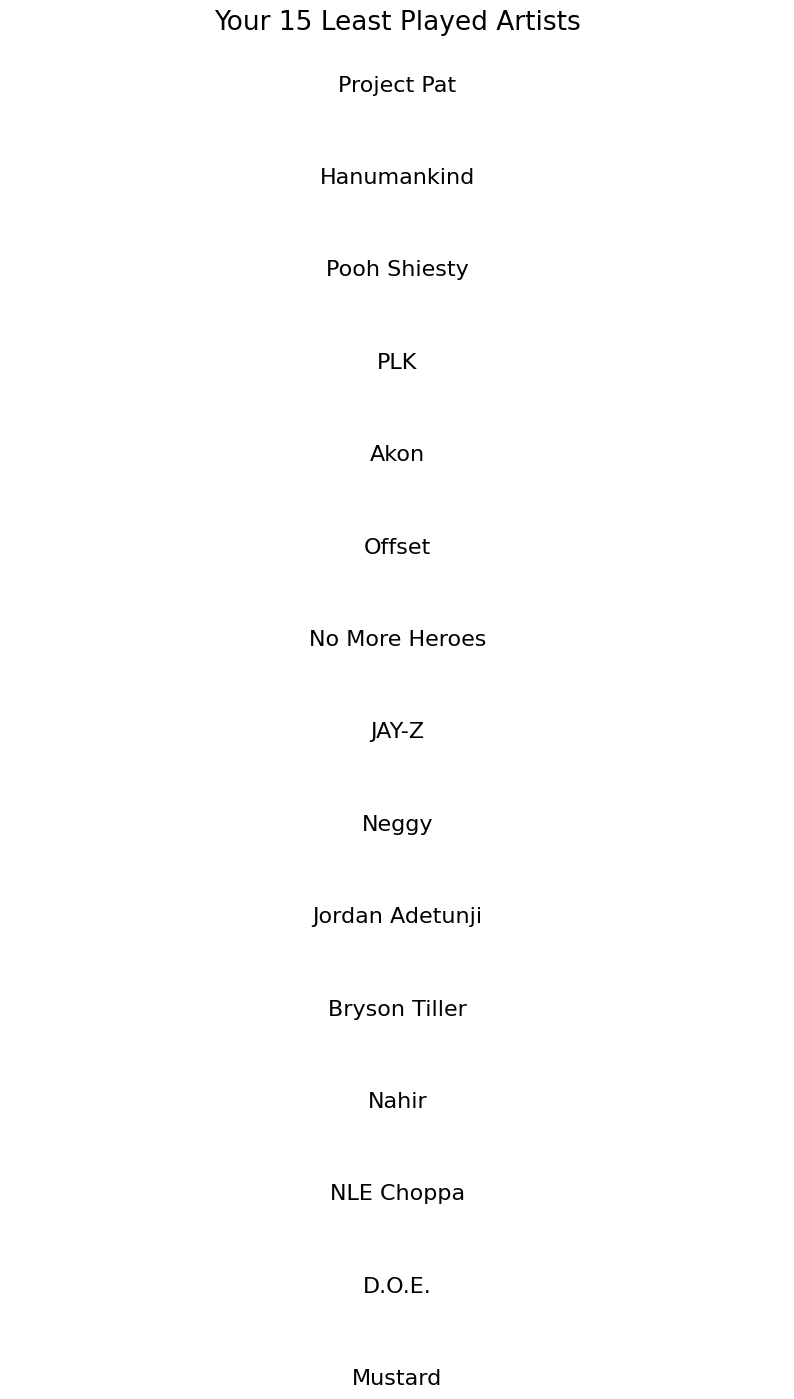 Your 15 Least Played Artists
Project Pat
Hanumankind
Pooh Shiesty
PLK
Akon
Offset
No More Heroes
JAY-Z
Neggy
Jordan Adetunji
Bryson Tiller
Nahir
NLE Choppa
D.O.E.
Mustard